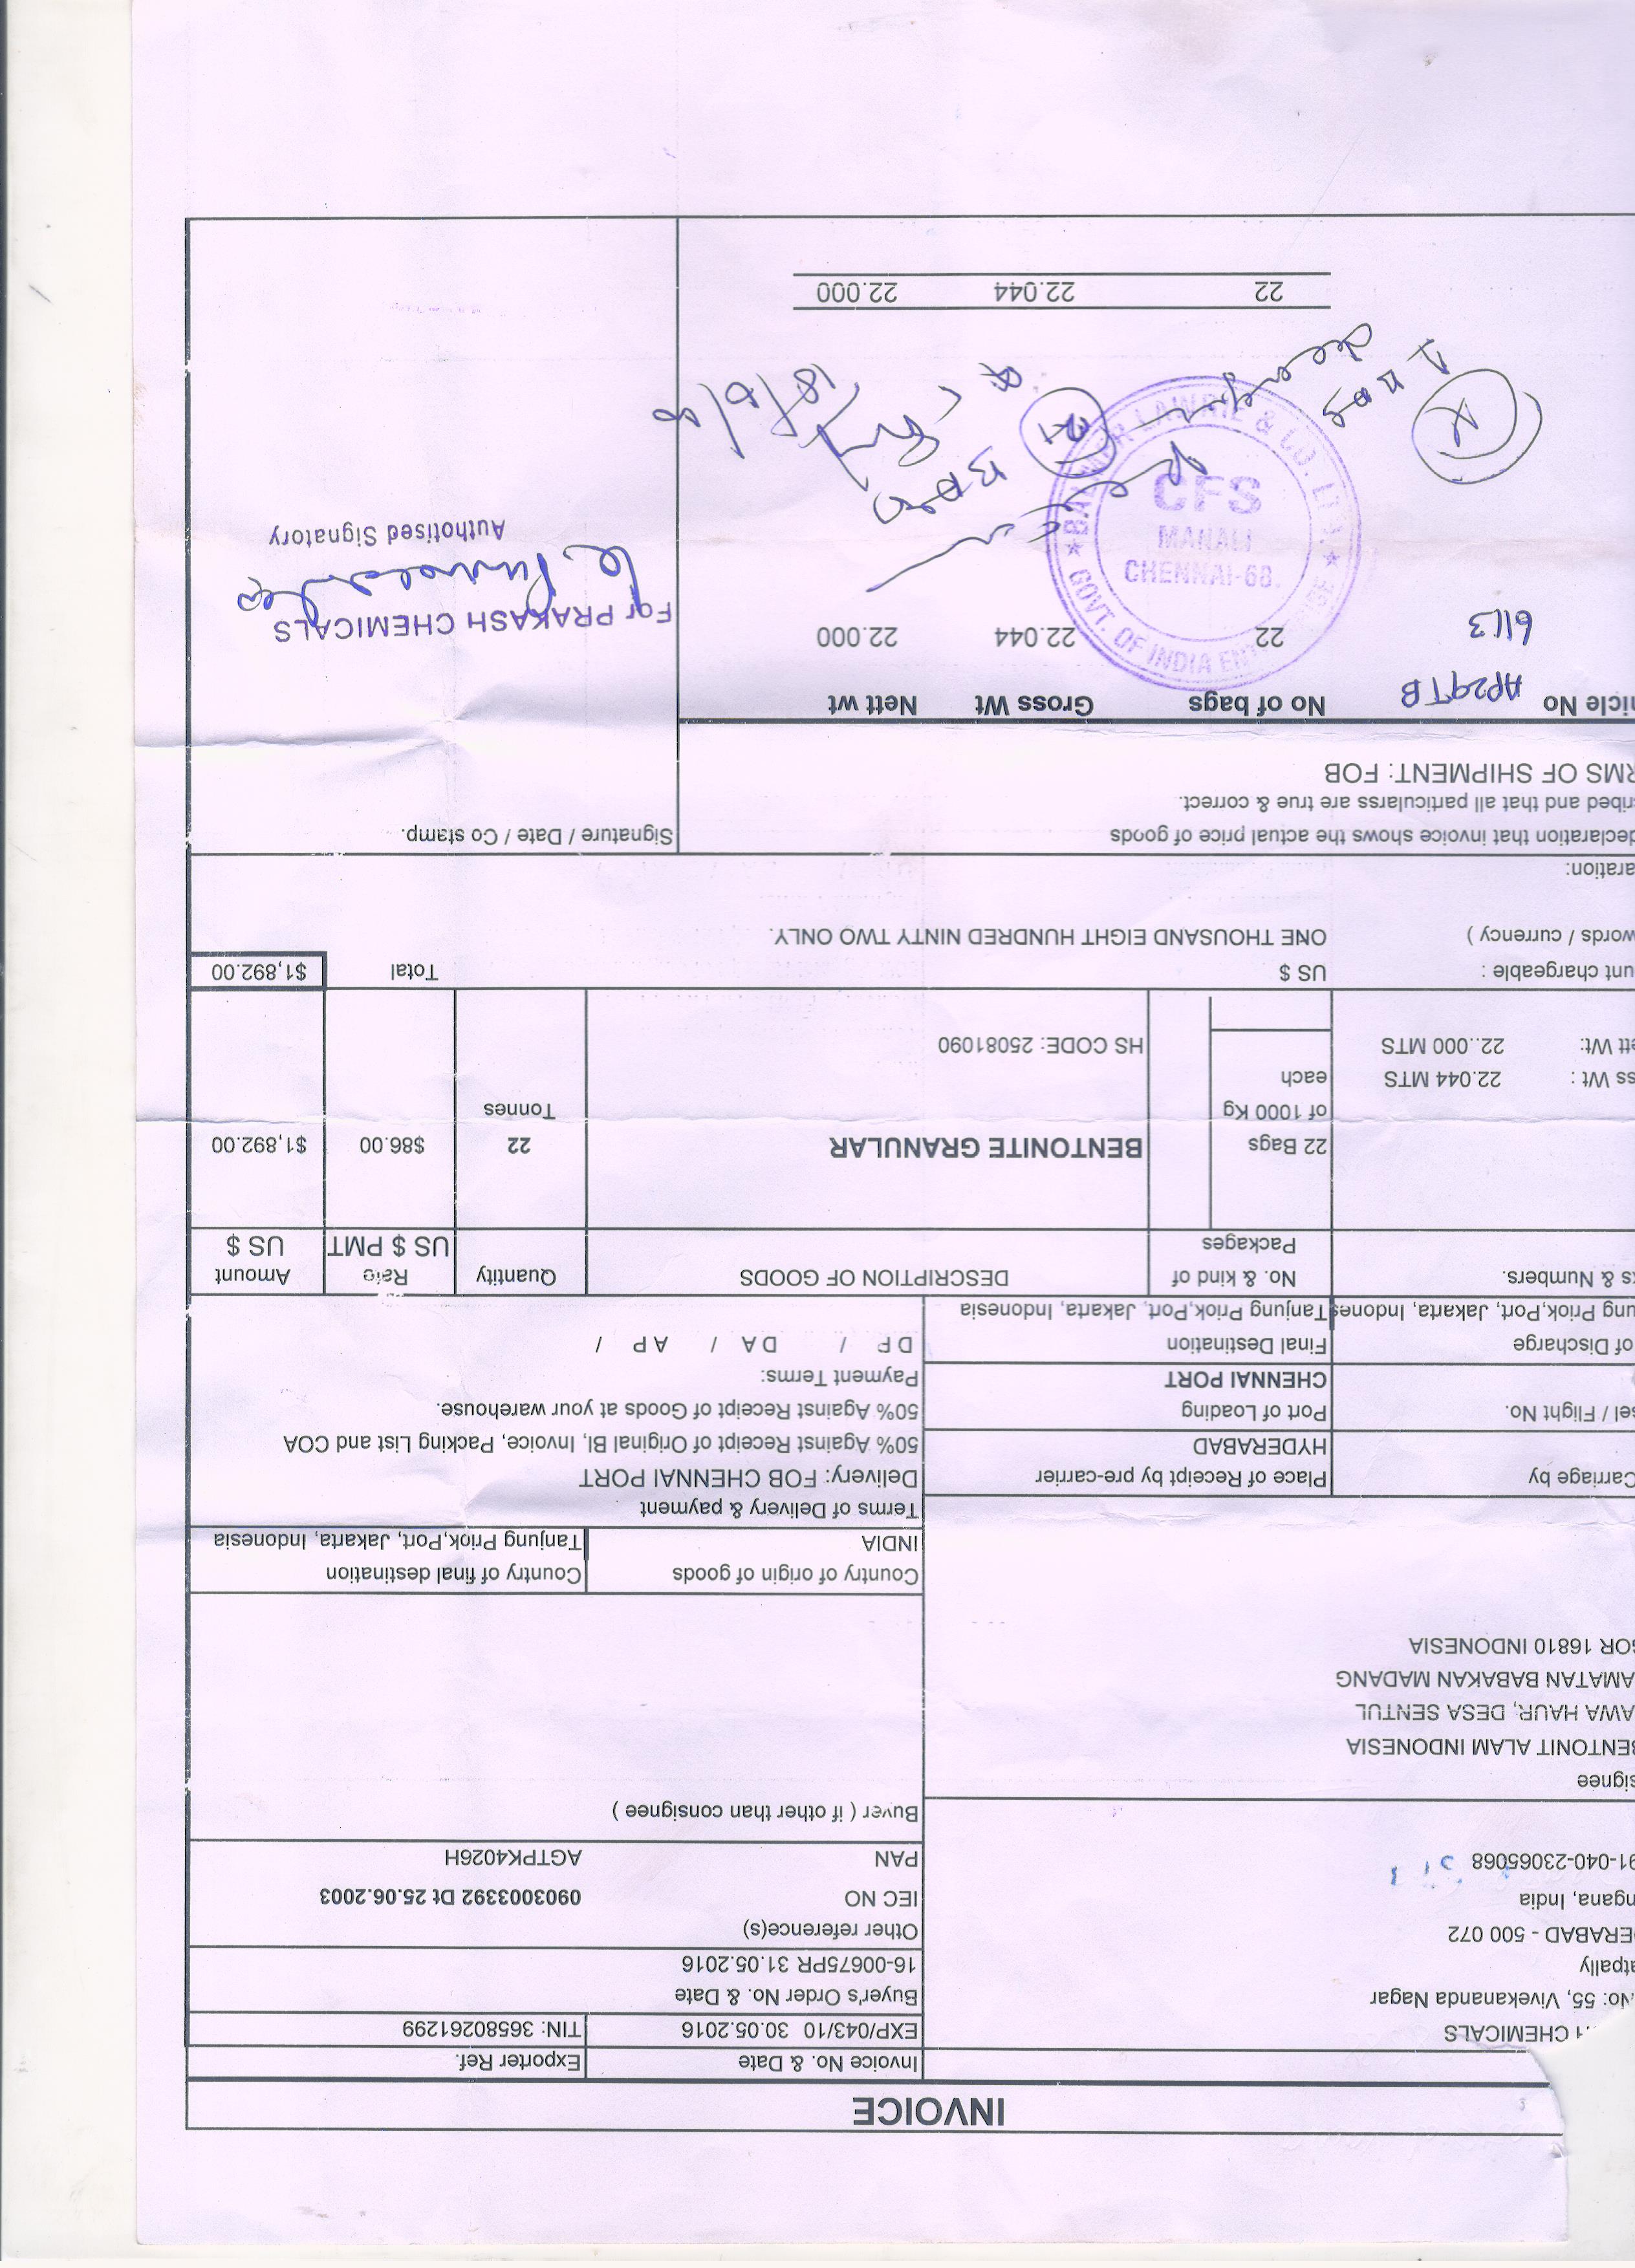 INVOICE
Invoice No. & Date
Exporter Ref.
CHEMICALS
EXP/043/10 30.05.2016
TIN: 36580261299
No: 55, Vivekananda Nagar
Buyer's Order No. & Date
atpally
16-00675PR 31.05.2016
ERABAD - 500 072
Other reference(s)
ngana, India
IEC NO
0903003392 Dt 25.06.2003
91-040-23065068
PAN
AGTPK4026H
Buyer ( if other than consignee )
signee
BENTONIT ALAM INDONESIA
AWA HAUR, DESA SENTUL
AMATAN BABAKAN MADANG
OR 16810 INDONESIA
Country of origin of goods
Country of final destination
INDIA
Tanjung Priok,Port, Jakarta, Indonesia
Terms of Delivery & payment
Carriage by
Place of Receipt by pre-carrier
Delivery: FOB CHENNAI PORT
HYDERABAD
50% Against Receipt of Original Bl, Invoice, Packing List and COA
sel / Flight No.
Port of Loading
50% Against Receipt of Goods at your warehouse.
CHENNAI PORT
Payment Terms:
of Discharge
Final Destination
DP / DA / AP /
ung Priok,Port, Jakarta, Indones
Tanjung Priok,Port, Jakarta, Indonesia
s & Numbers.
No. & kind of
Packages
DESCRIPTION OF GOODS
Quantity
Rate
US $ PMT
Amount
US $
22 Bags
BENTONITE GRANULAR
22
$86.00
$1,892.00
of 1000 Kg
Tonnes
ss Wt : 22.044 MTS
each
ett Wt: 22..000 MTS
HS CODE: 25081090
unt chargeable :
US $
Total
$1,892.00
words / currency )
ONE THOUSAND EIGHT HUNDRED NINTY TWO ONLY.
aration:
declaration that invoice shows the actual price of goods
Signature / Date / Co stamp.
ribed and that all particularss are true & correct.
RMS OF SHIPMENT: FOB
icle No
AP29TB
No of bags
Gross Wt
Nett wt
6113
22
22.044
22.000
For PRAKASH CHEMICALS
Authotised Signatory
BALMER LAWRIE & CO. LTD.
CFS
MANALI
CHENNAI-68.
GOVT. OF INDIA ENTERPRISE
22
22.044
22.000